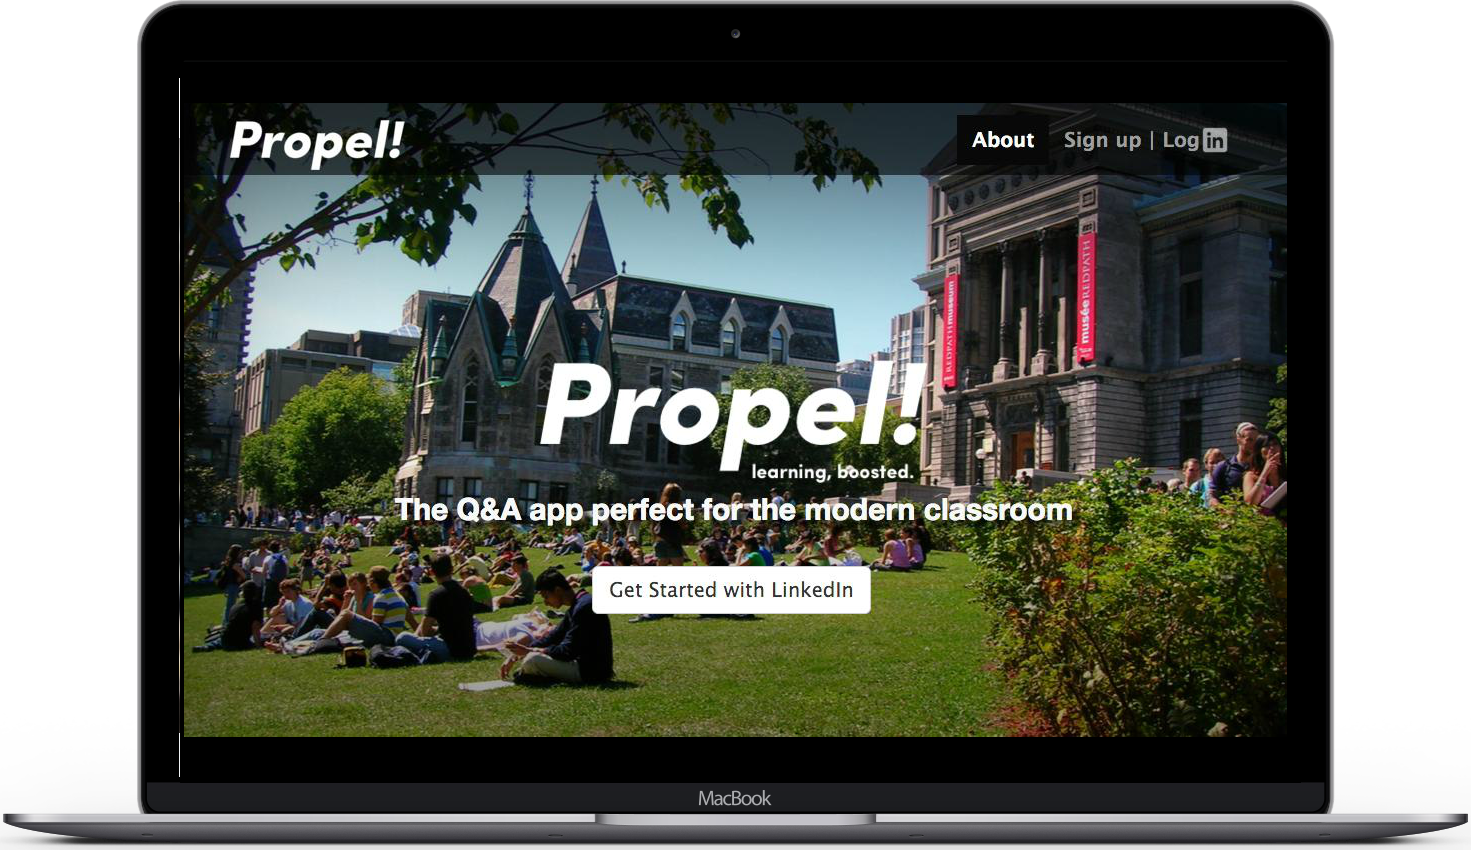 Propel!
About
Sign up | Log in
REDPATH museum
musée REDPATH
Propel!
learning, boosted.
The Q&A app perfect for the modern classroom
Get Started with LinkedIn
MacBook